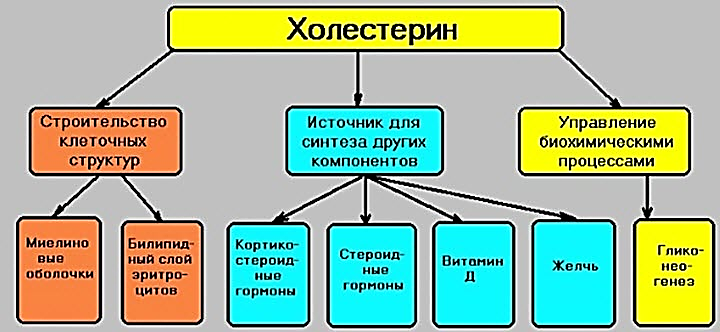 Холестерин
Строительство
клеточных
структур
Источник для
синтеза других
компонентов
Управление
биохимическими
процессами
Миелино
вые
оболочки
Билипид-
ный слой
эритро-
цитов
Кортико-
стероид-
ные
гормоны
Стероид-
ные
гормоны
Витамин
Д
Желчь
Глико-
нео-
генез